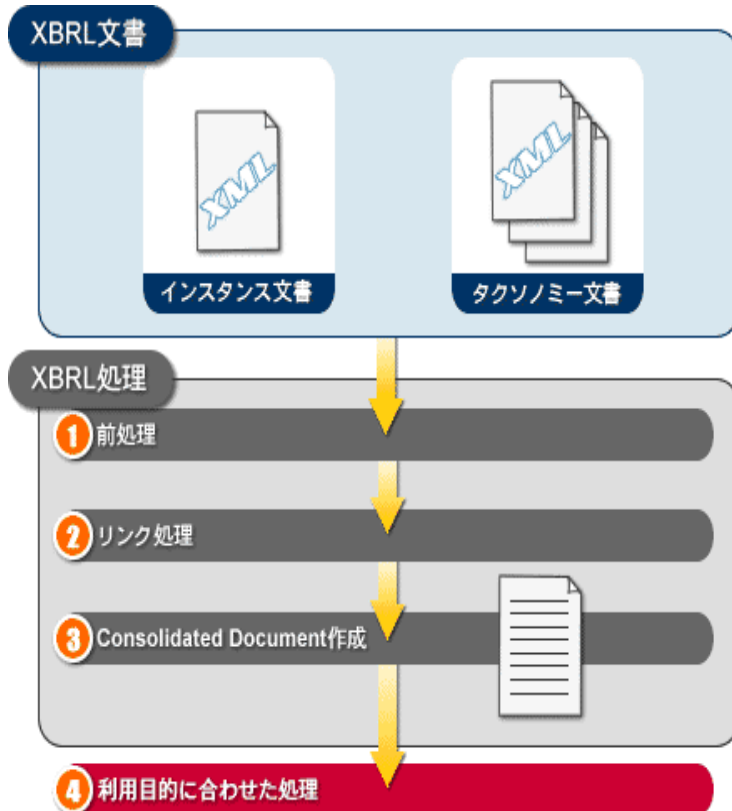 XBRL文書
XML
XML
インスタンス文書
タクソノミー文書
XBRL処理
1 前処理
2 リンク処理
3 Consolidated Document作成
4 利用目的に合わせた処理